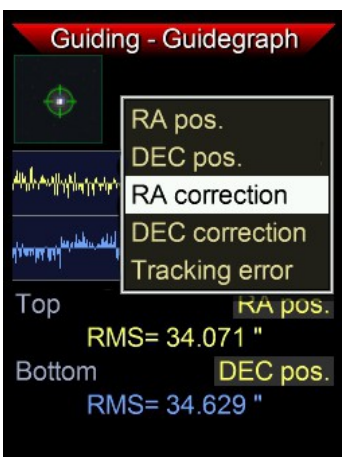 Guiding - Guidegraph
RA pos.
DEC pos.
RA correction
DEC correction
Tracking error
Top RA pos.
RMS= 34.071 "
Bottom DEC pos.
RMS= 34.629 "